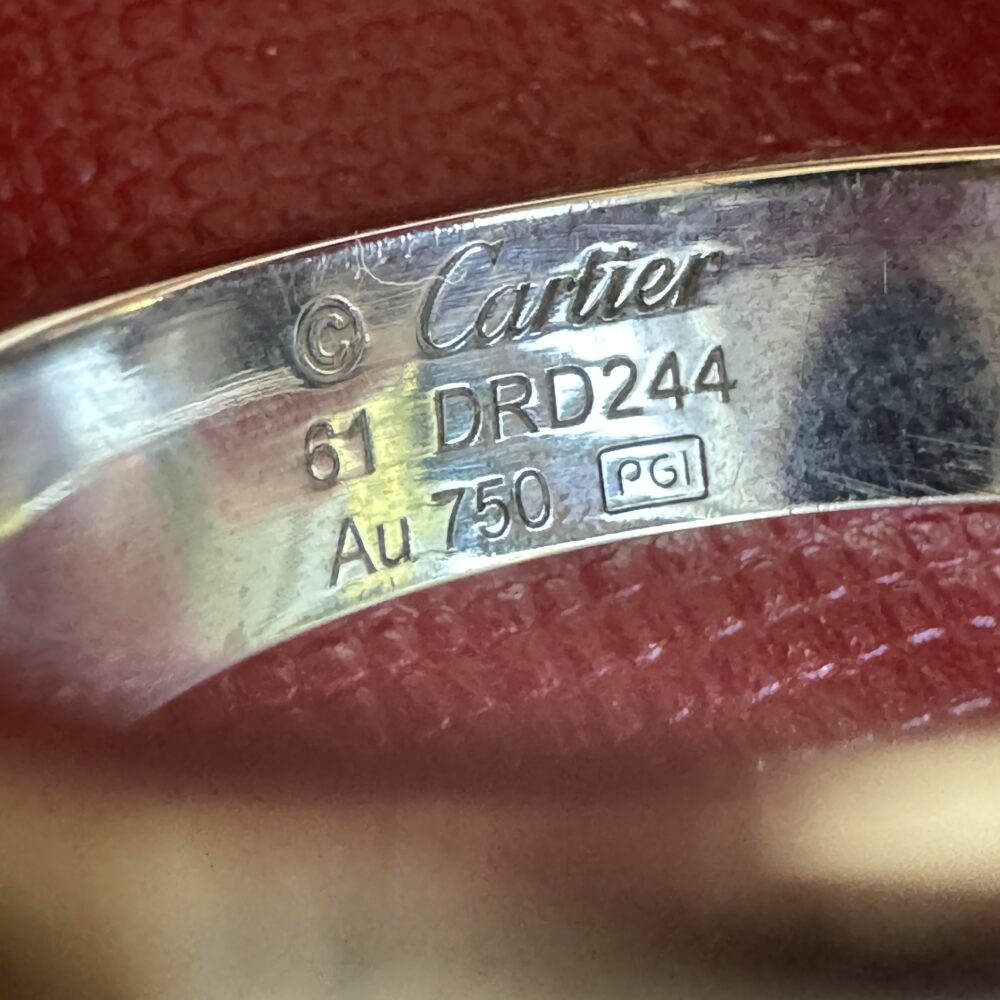 © Cartier
61 DRD244
Au 750 PGI